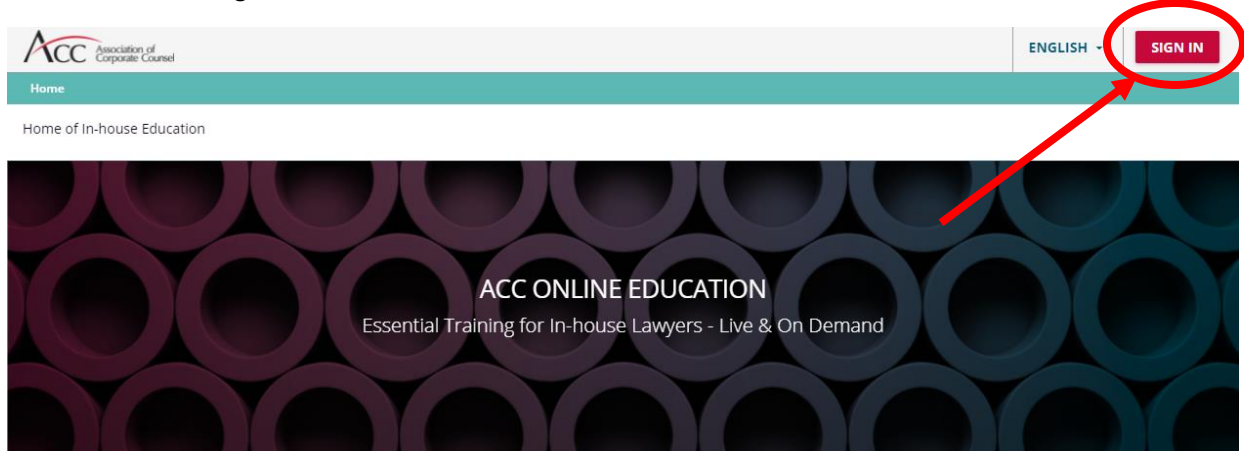 ACC Association of
Corporate Counsel
ENGLISH
SIGN IN
Home
Home of In-house Education
ACC ONLINE EDUCATION
Essential Training for In-house Lawyers - Live & On Demand